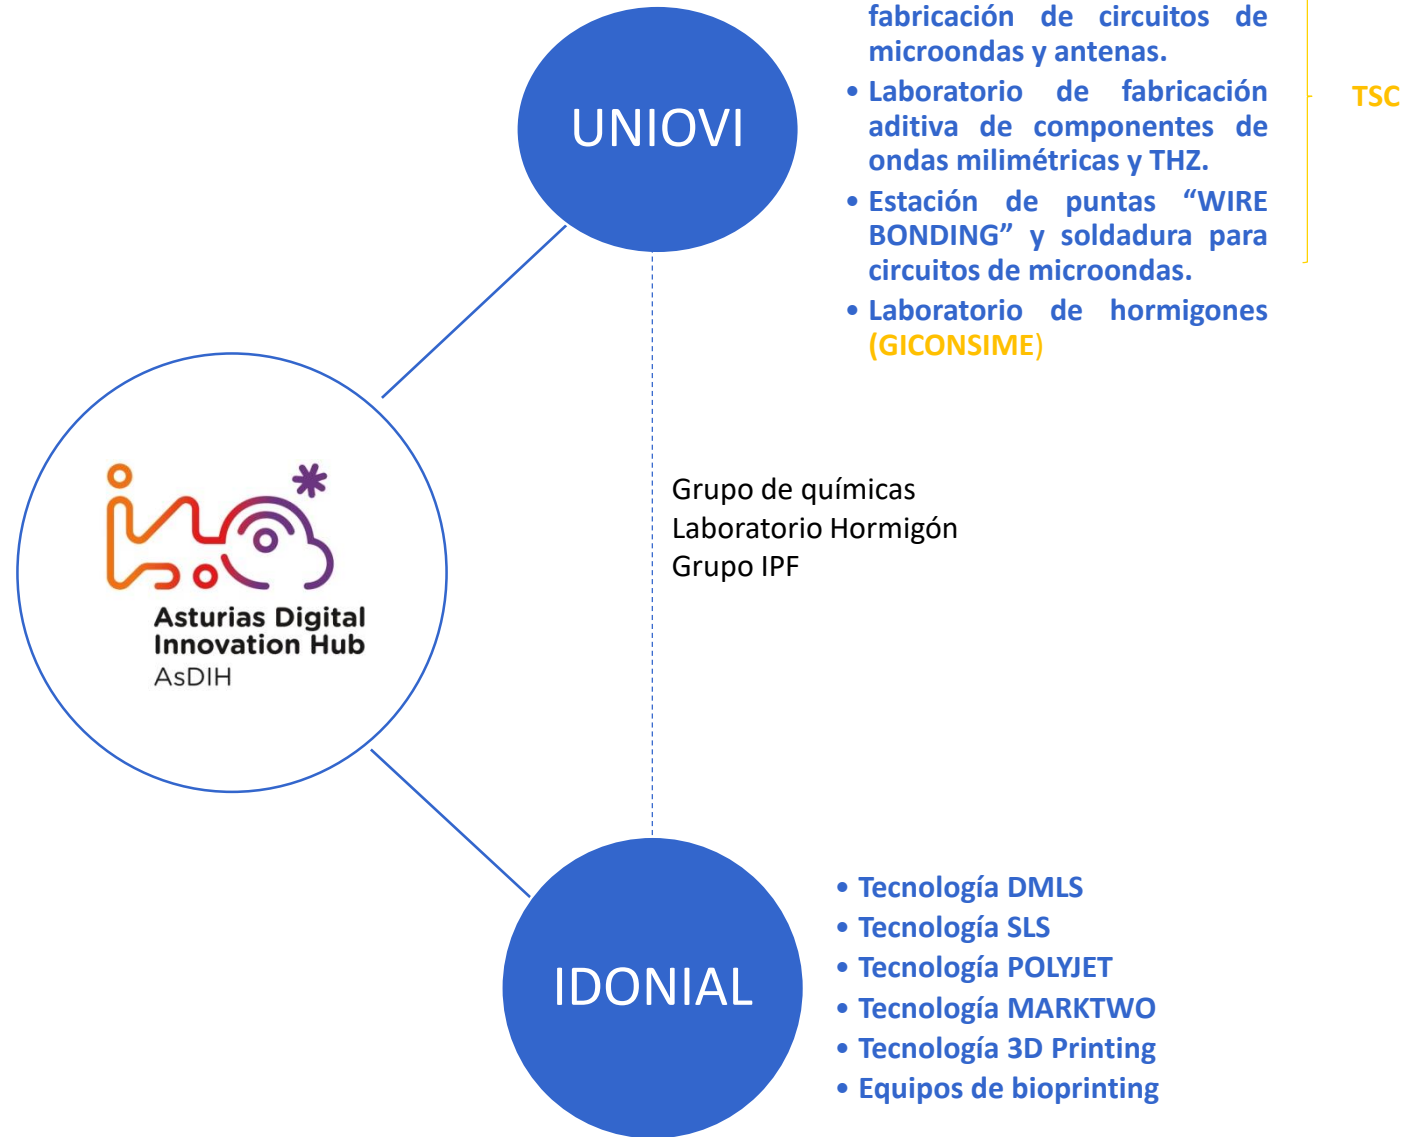 UNIOVI
fabricación de circuitos de
microondas y antenas.
• Laboratorio de fabricación
aditiva de componentes de
ondas milimétricas y THZ.
• Estación de puntas “WIRE
BONDING” y soldadura para
circuitos de microondas.
• Laboratorio de hormigones
(GICONSIME)
TSC
Grupo de químicas
Laboratorio Hormigón
Grupo IPF
Asturias Digital
Innovation Hub
AsDIH
IDONIAL
• Tecnología DMLS
• Tecnología SLS
• Tecnología POLYJET
• Tecnología MARKTWO
• Tecnología 3D Printing
• Equipos de bioprinting